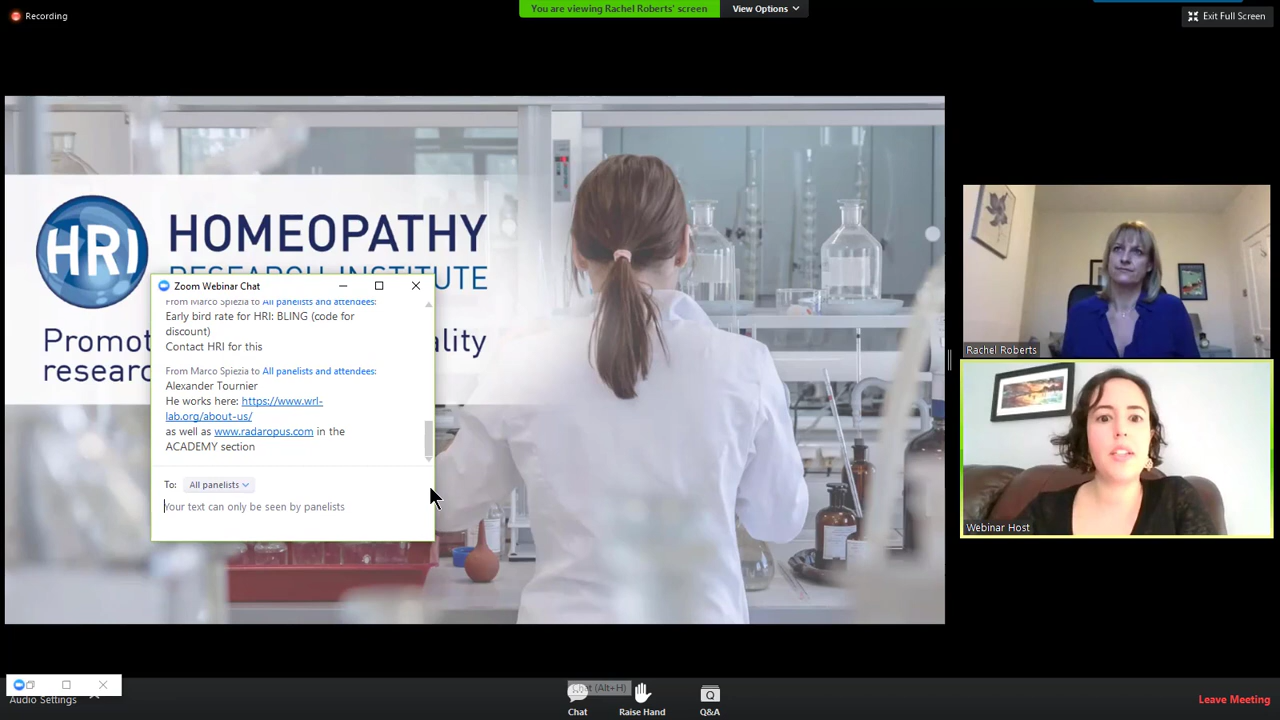 Recording
You are viewing Rachel Roberts' screen
View Options
Exit Full Screen
HRI
HOMEOPATHY
RESEARCH INSTITUTE
Promot
ality
researc
Zoom Webinar Chat
From Marco Spiezia to All panelists and attendees:
Early bird rate for HRI: BLING (code for
discount)
Contact HRI for this
From Marco Spiezia to All panelists and attendees:
Alexander Tournier
He works here: https://www.wrl-
lab.org/about-us/
as well as www.radaropus.com in the
ACADEMY section
To: All panelists
Your text can only be seen by panelists
Rachel Roberts
Webinar Host
Audio Settings
(Alt+H)
Chat
Raise Hand
Q&A
Leave Meeting